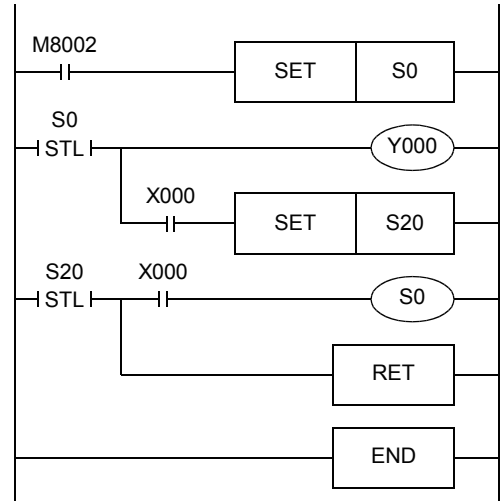 M8002
SET S0
S0
STL Y000
X000
SET S20
S20 X000
STL S0
RET
END